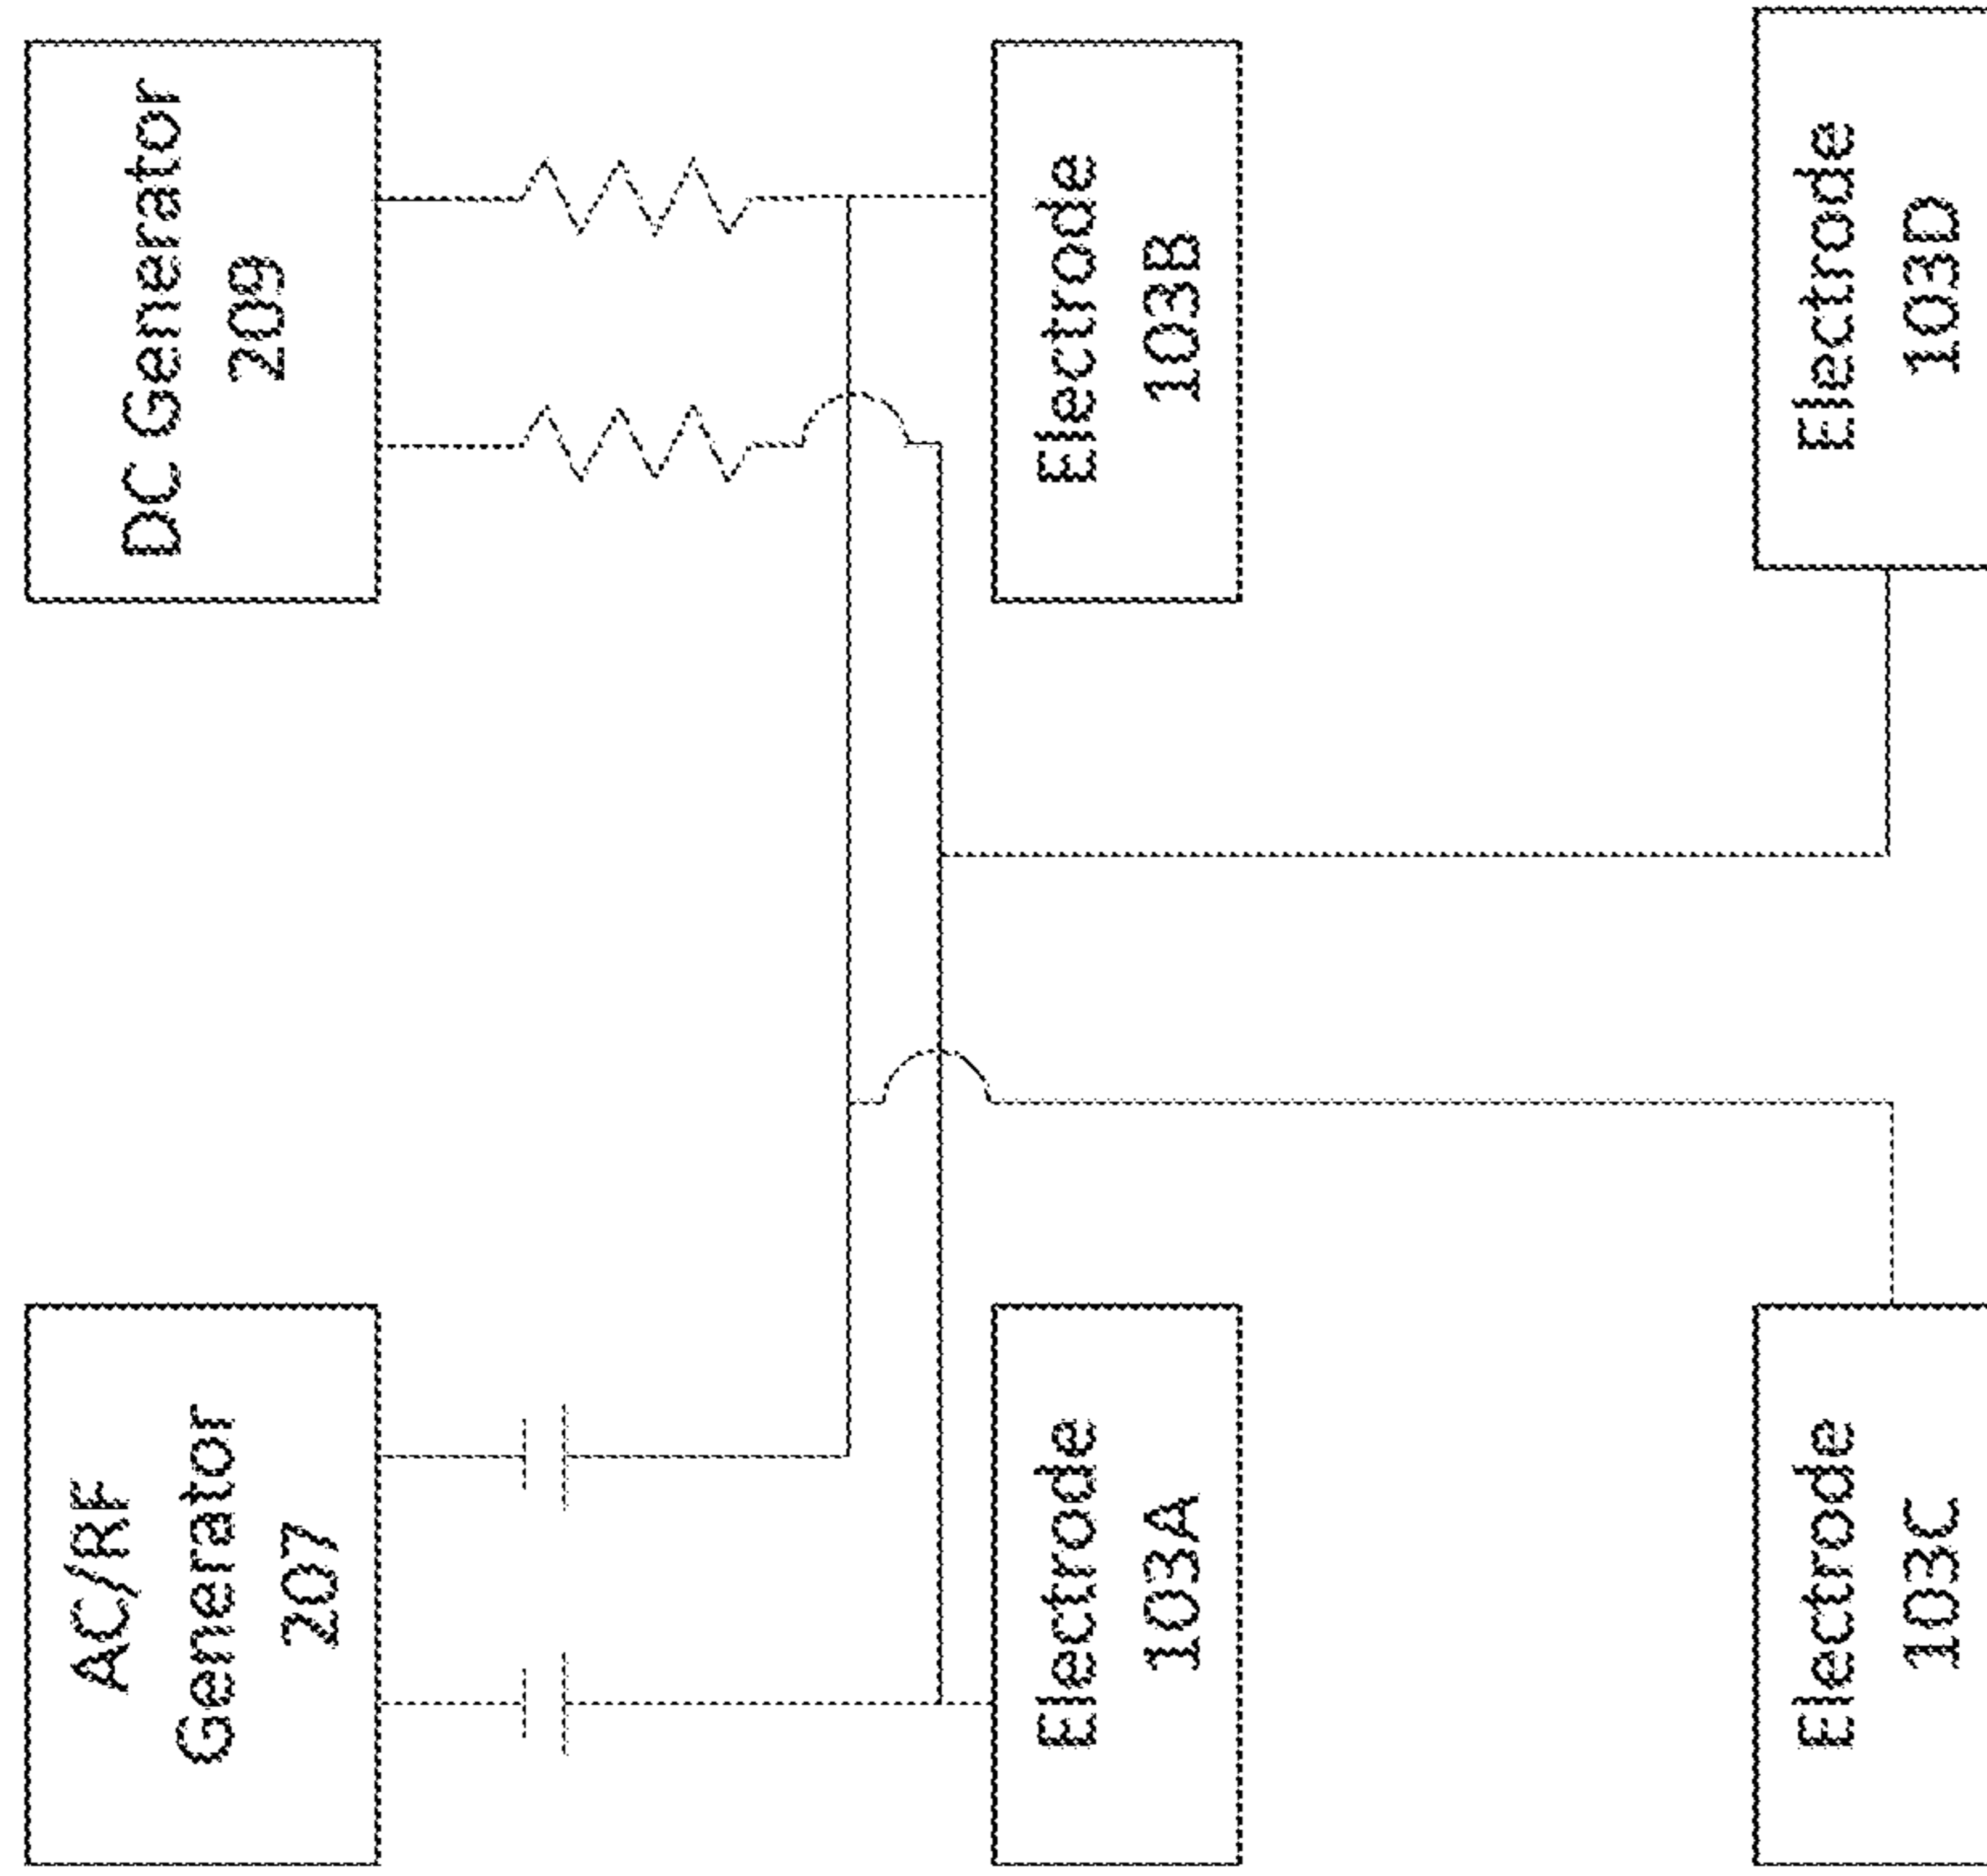 AC/RF
Generator
207
DC Generator
209
Electrode
103A
Electrode
103B
Electrode
103C
Electrode
103D